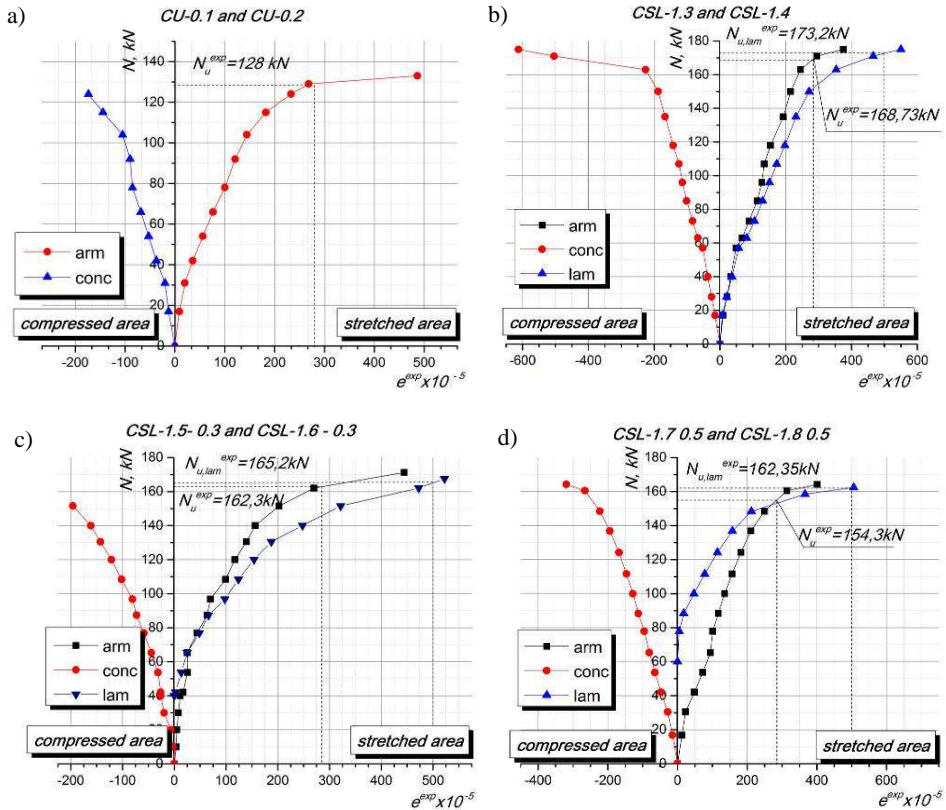 a)
CU-0.1 and CU-0.2
N, kN
140
120
100
80
60
40
20
0
N_u^exp=128 kN
arm
conc
compressed area
stretched area
-200 -100 0 100 200 300 400 500
e^exp x10^-5
b)
CSL-1.3 and CSL-1.4
N, kN
180
160
140
120
100
80
60
40
20
0
N_u,lam^exp=173,2kN
N_u^exp=168,73kN
arm
conc
lam
compressed area
stretched area
-600 -400 -200 0 200 400 600
e^exp x10^-5
c)
CSL-1.5- 0.3 and CSL-1.6 - 0.3
N, kN
180
160
140
120
100
80
60
40
20
0
N_u,lam^exp=165,2kN
N_u^exp=162,3kN
arm
conc
lam
compressed area
stretched area
-200 -100 0 100 200 300 400 500
e^exp x10^-5
d)
CSL-1.7 0.5 and CSL-1.8 0.5
N, kN
180
160
140
120
100
80
60
40
20
0
N_u,lam^exp=162,35kN
N_u^exp=154,3kN
arm
conc
lam
compressed area
stretched area
-400 -200 0 200 400 600
e^exp x10^-5